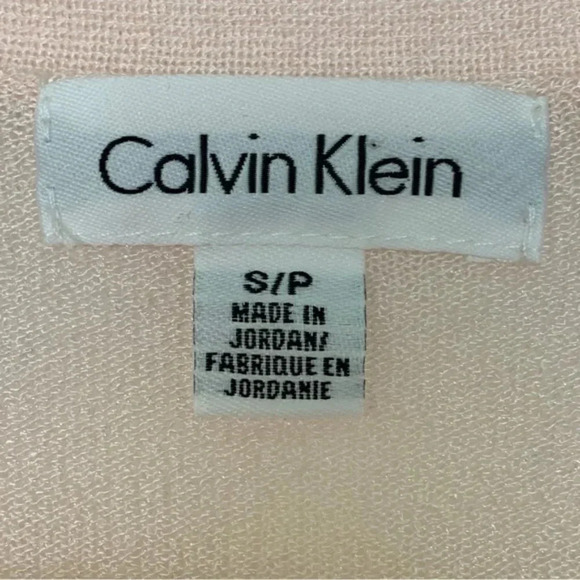 Calvin Klein
S/P
MADE IN
JORDAN/
FABRIQUE EN
JORDANIE